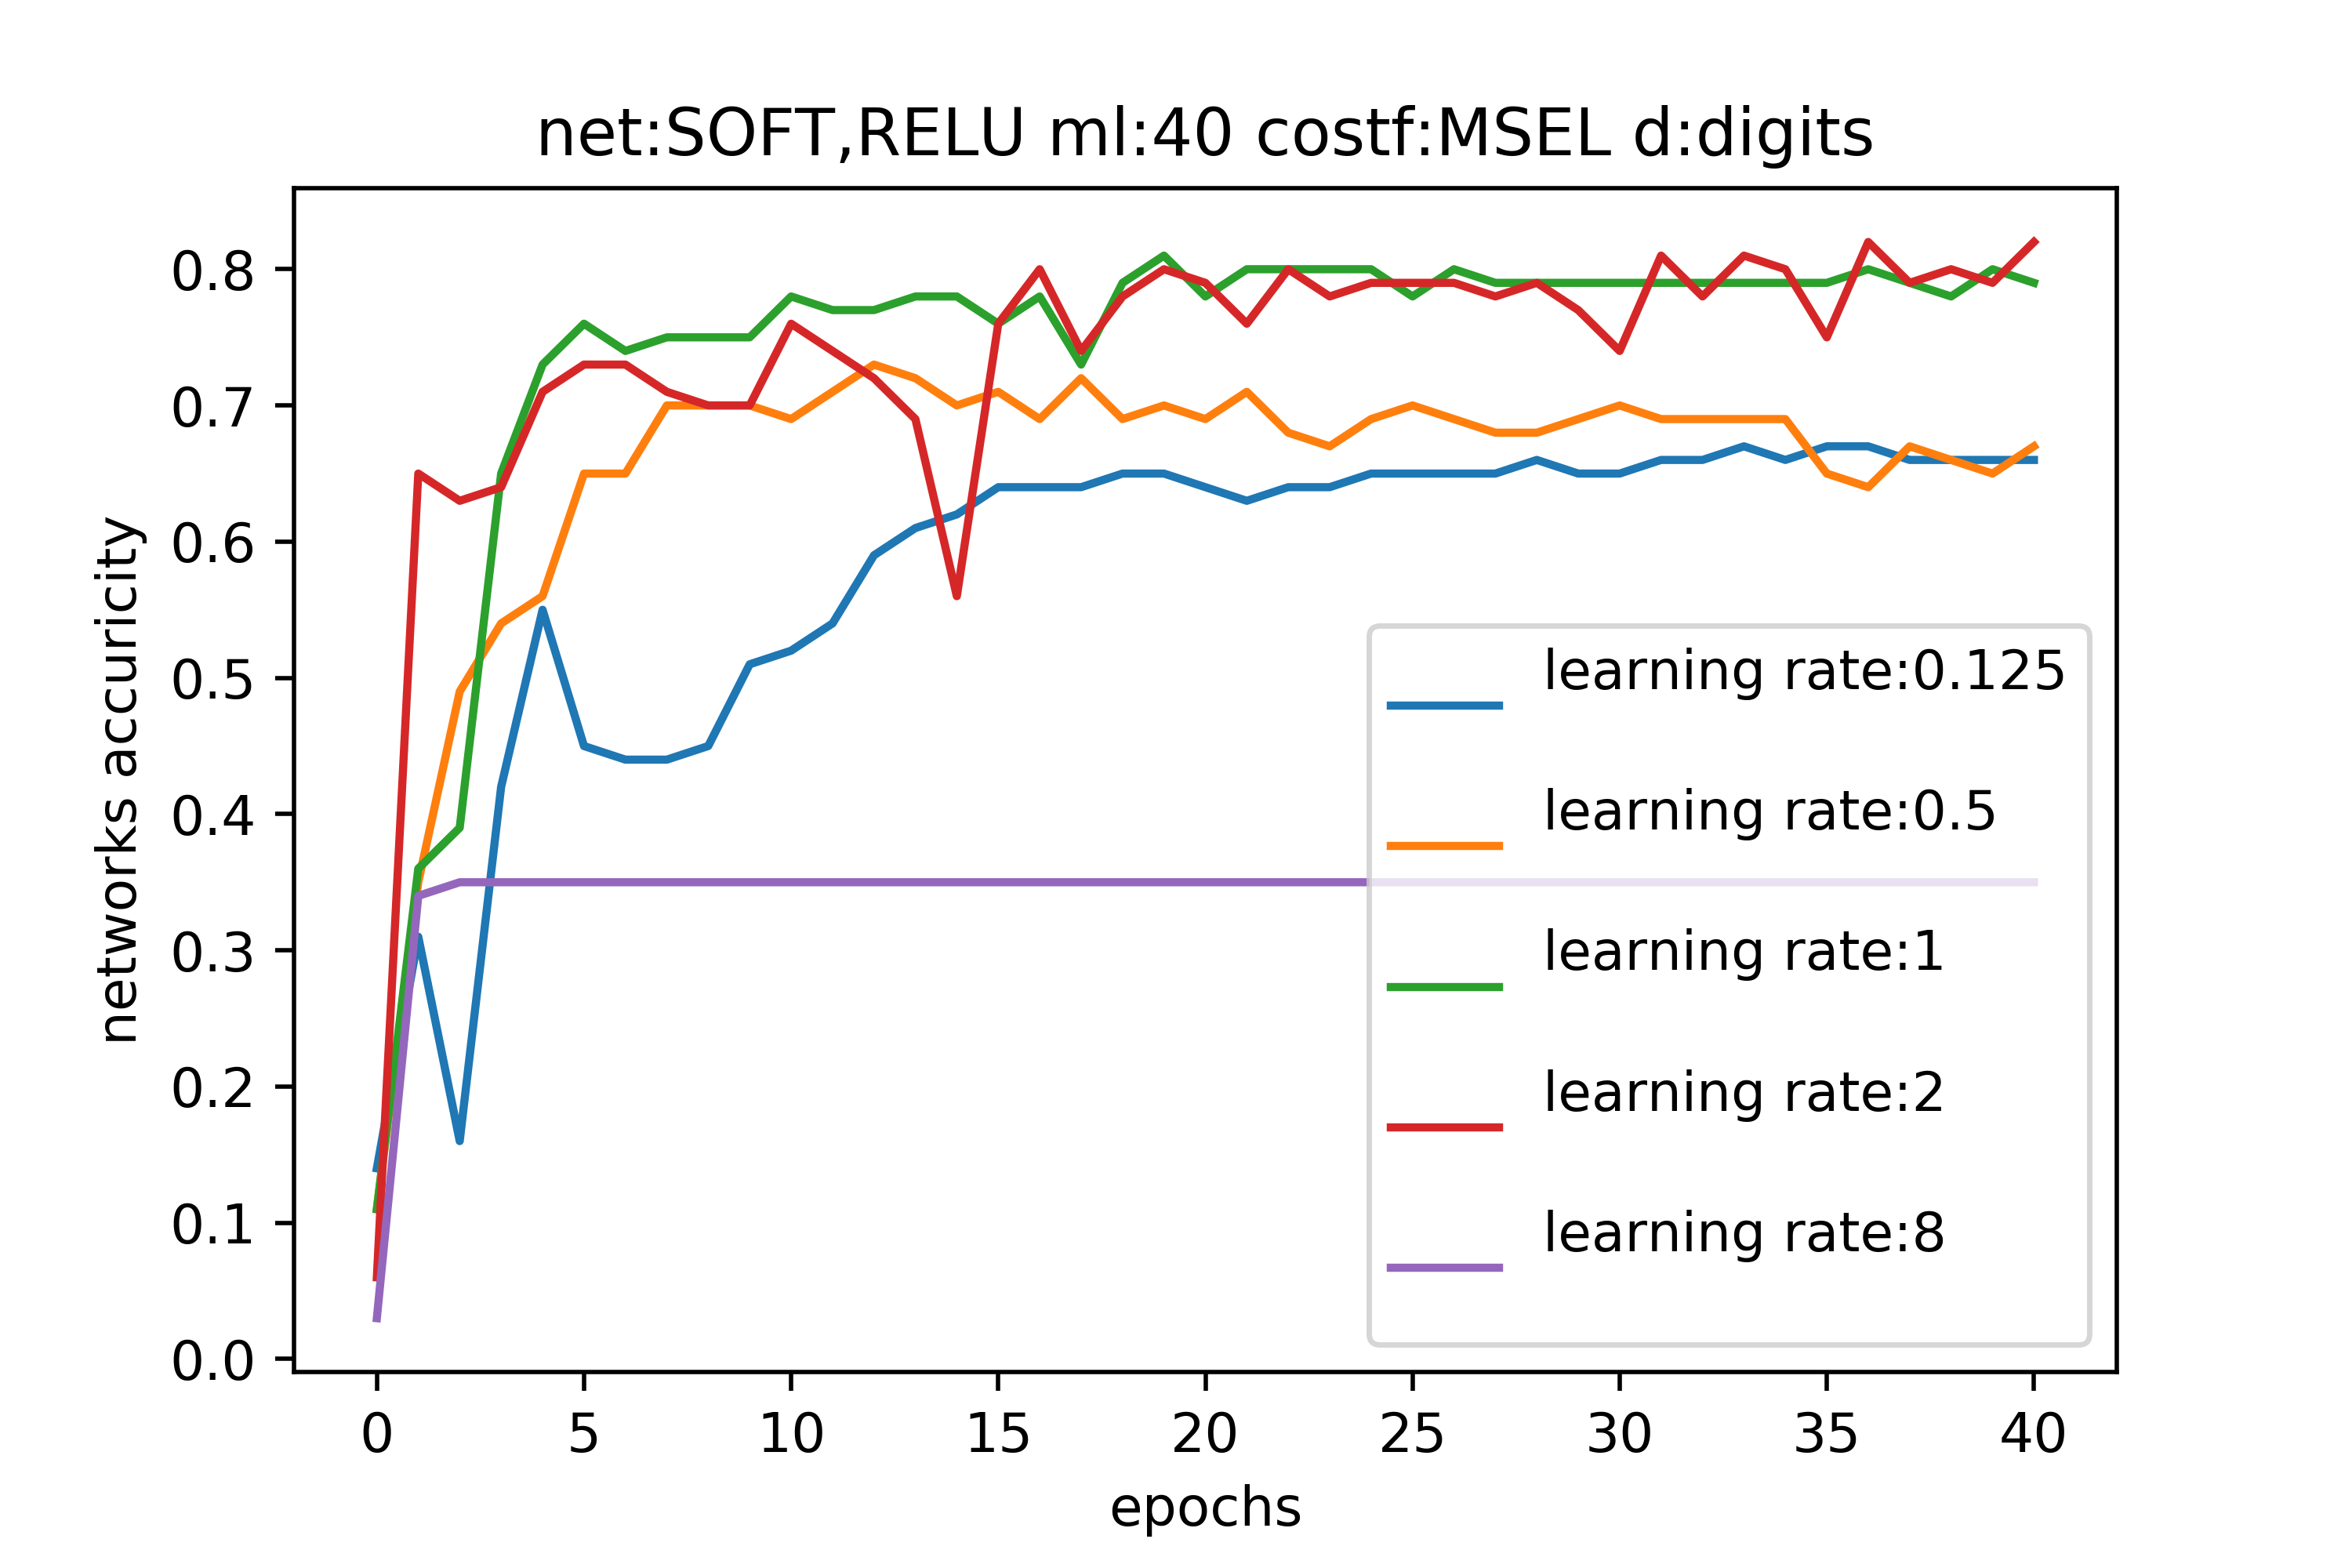 net:SOFT,RELU ml:40 costf:MSEL d:digits
networks accuricity
0.8
0.7
0.6
0.5
0.4
0.3
0.2
0.1
0.0
learning rate:0.125
learning rate:0.5
learning rate:1
learning rate:2
learning rate:8
0 5 10 15 20 25 30 35 40
epochs